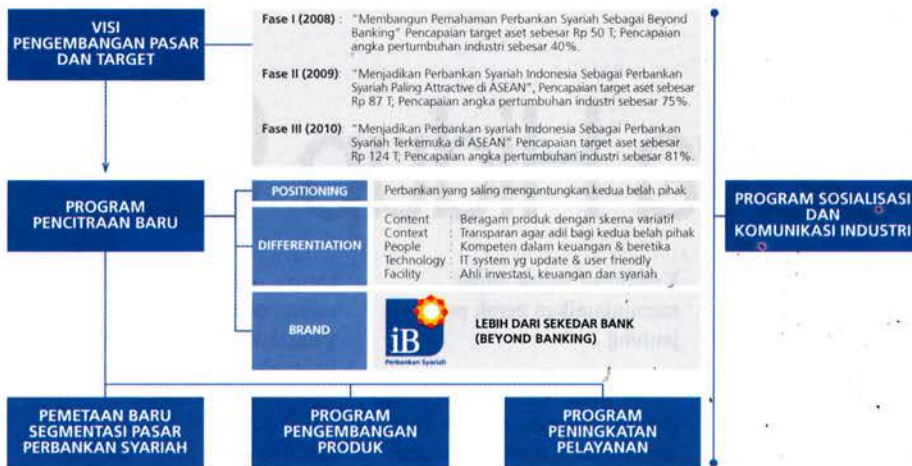 VISI
PENGEMBANGAN PASAR
DAN TARGET
Fase I (2008) : "Membangun Pemahaman Perbankan Syariah Sebagai Beyond
Banking" Pencapaian target aset sebesar Rp 50 T; Pencapaian
angka pertumbuhan industri sebesar 40%.
Fase II (2009): "Menjadikan Perbankan Syariah Indonesia Sebagai Perbankan
Syariah Paling Attractive di ASEAN", Pencapaian target aset sebesar
Rp 87 T; Pencapaian angka pertumbuhan industri sebesar 75%.
Fase III (2010): "Menjadikan Perbankan syariah Indonesia Sebagai Perbankan
Syariah Terkemuka di ASEAN" Pencapaian target aset sebesar
Rp 124 T; Pencapaian angka pertumbuhan industri sebesar 81%.
PROGRAM
PENCITRAAN BARU
POSITIONING
Perbankan yang saling menguntungkan kedua belah pihak
DIFFERENTIATION
Content : Beragam produk dengan skema variatif
Context : Transparan agar adil bagi kedua belah pihak
People : Kompeten dalam keuangan & beretika
Technology : IT system yg update & user friendly
Facility : Ahli investasi, keuangan dan syariah
BRAND
iB
Perbankan Syariah
LEBIH DARI SEKEDAR BANK
(BEYOND BANKING)
PROGRAM SOSIALISASI
DAN
KOMUNIKASI INDUSTRI
PEMETAAN BARU
SEGMENTASI PASAR
PERBANKAN SYARIAH
PROGRAM
PENGEMBANGAN
PRODUK
PROGRAM
PENINGKATAN
PELAYANAN